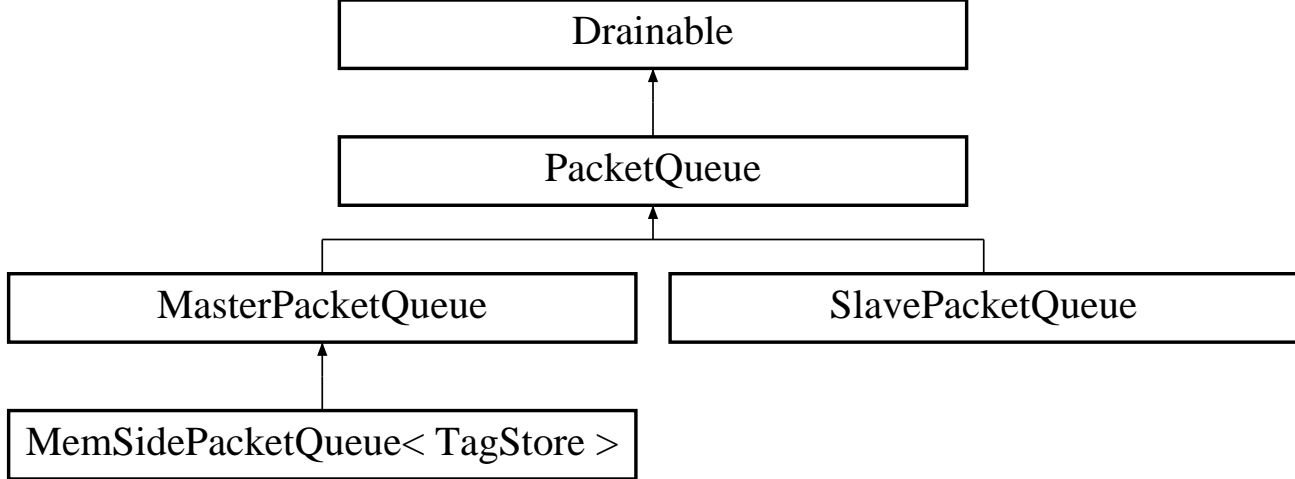 Drainable
PacketQueue
MasterPacketQueue
SlavePacketQueue
MemSidePacketQueue< TagStore >